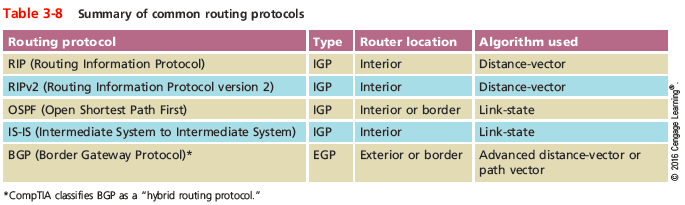 Table 3-8 Summary of common routing protocols
Routing protocol Type Router location Algorithm used
RIP (Routing Information Protocol) IGP Interior Distance-vector
RIPv2 (Routing Information Protocol version 2) IGP Interior Distance-vector
OSPF (Open Shortest Path First) IGP Interior or border Link-state
IS-IS (Intermediate System to Intermediate System) IGP Interior Link-state
BGP (Border Gateway Protocol)* EGP Exterior or border Advanced distance-vector or
path vector
*CompTIA classifies BGP as a “hybrid routing protocol.”
© 2016 Cengage Learning®.